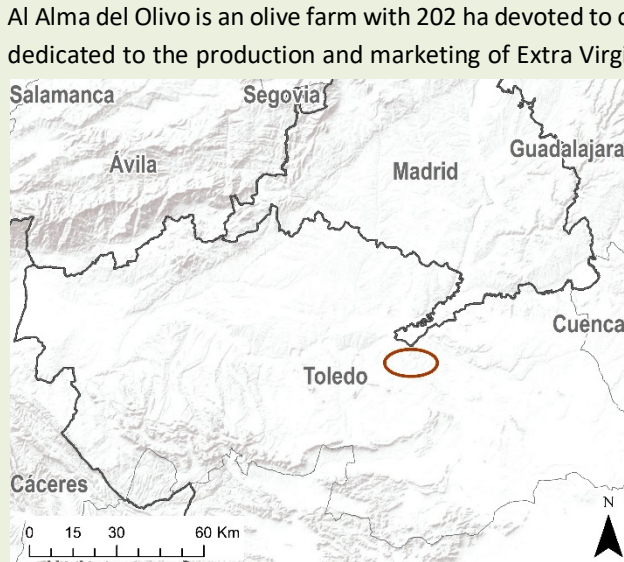 Al Alma del Olivo is an olive farm with 202 ha devoted to
dedicated to the production and marketing of Extra
Salamanca
Segovia
Ávila
Madrid
Guadalajara
Cuenca
Toledo
Cáceres
N
0 15 30 60 Km